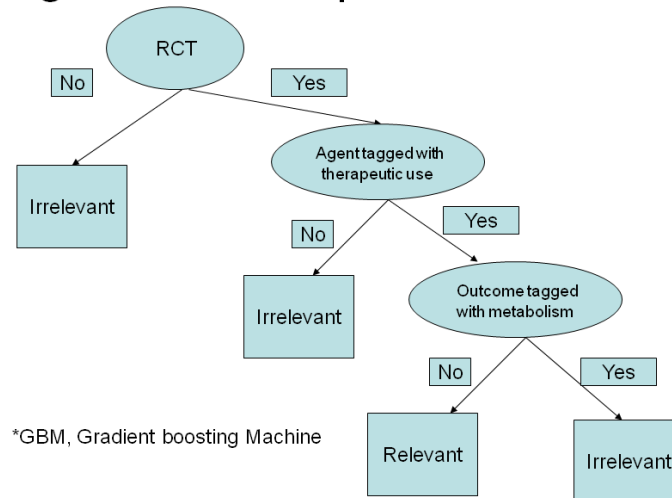 RCT
No
Yes
Agent tagged with
therapeutic use
Irrelevant
No
Yes
Outcome tagged
with metabolism
Irrelevant
No
Yes
*GBM, Gradient boosting Machine
Relevant
Irrelevant